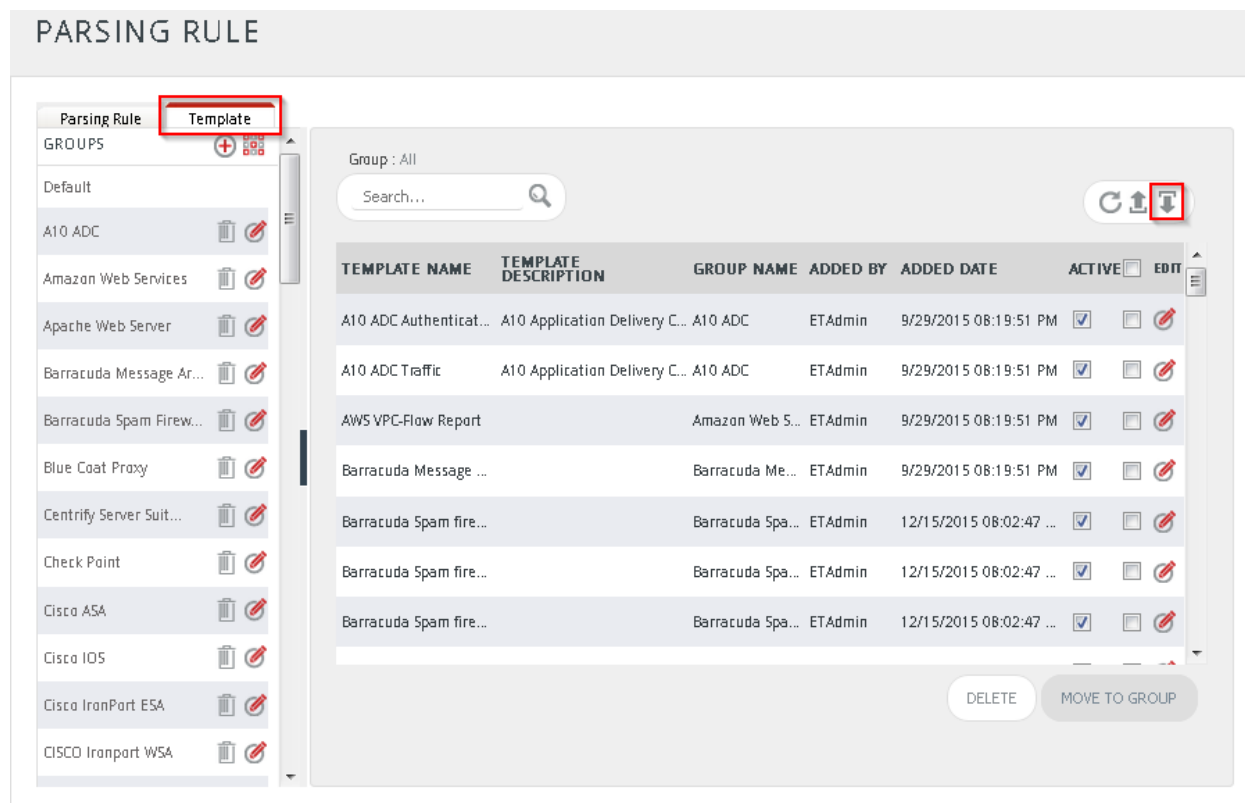 PARSING RULE
Parsing Rule
Template
GROUPS
Default
A10 ADC
Amazon Web Services
Apache Web Server
Barracuda Message Ar...
Barracuda Spam Firew...
Blue Coat Proxy
Centrify Server Suit...
Check Point
Cisco ASA
Cisco IOS
Cisco IronPort ESA
CISCO Ironport WSA
Group : All
Search...
TEMPLATE NAME TEMPLATE DESCRIPTION GROUP NAME ADDED BY ADDED DATE ACTIVE EDIT
A10 ADC Authenticat... A10 Application Delivery C... A10 ADC ETAdmin 9/29/2015 08:19:51 PM
A10 ADC Traffic A10 Application Delivery C... A10 ADC ETAdmin 9/29/2015 08:19:51 PM
AWS VPC-Flow Report Amazon Web S... ETAdmin 9/29/2015 08:19:51 PM
Barracuda Message ... Barracuda Me... ETAdmin 9/29/2015 08:19:51 PM
Barracuda Spam fire... Barracuda Spa... ETAdmin 12/15/2015 08:02:47 ...
Barracuda Spam fire... Barracuda Spa... ETAdmin 12/15/2015 08:02:47 ...
Barracuda Spam fire... Barracuda Spa... ETAdmin 12/15/2015 08:02:47 ...
DELETE
MOVE TO GROUP